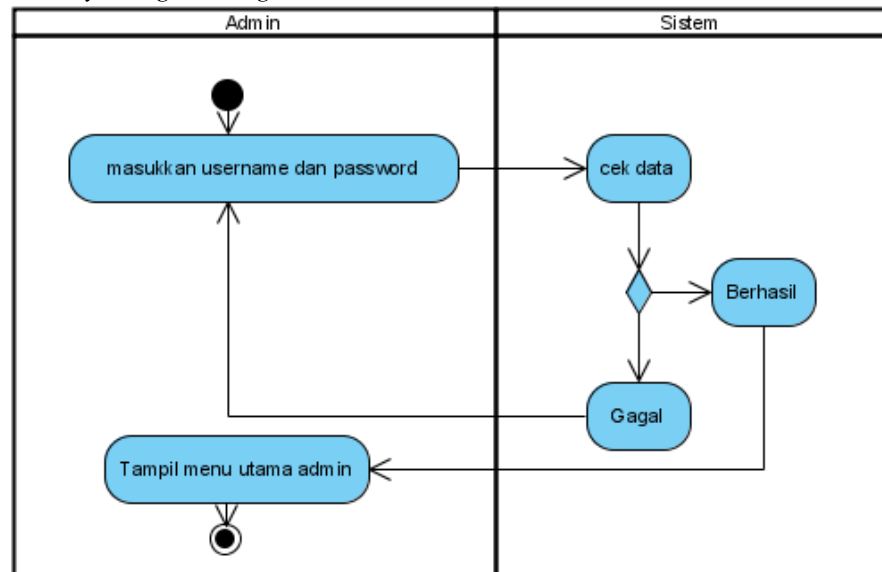 Admin
Sistem
masukkan username dan password
cek data
Berhasil
Gagal
Tampil menu utama admin